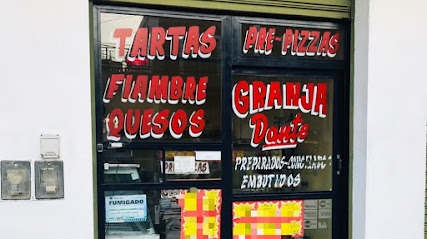 TARTAS
FIAMBRE
QUESOS
PRE-PIZZAS
GRANJA
Dante
PREPARADOS-CONGELADOS
EMBUTIDOS
FUMIGADO